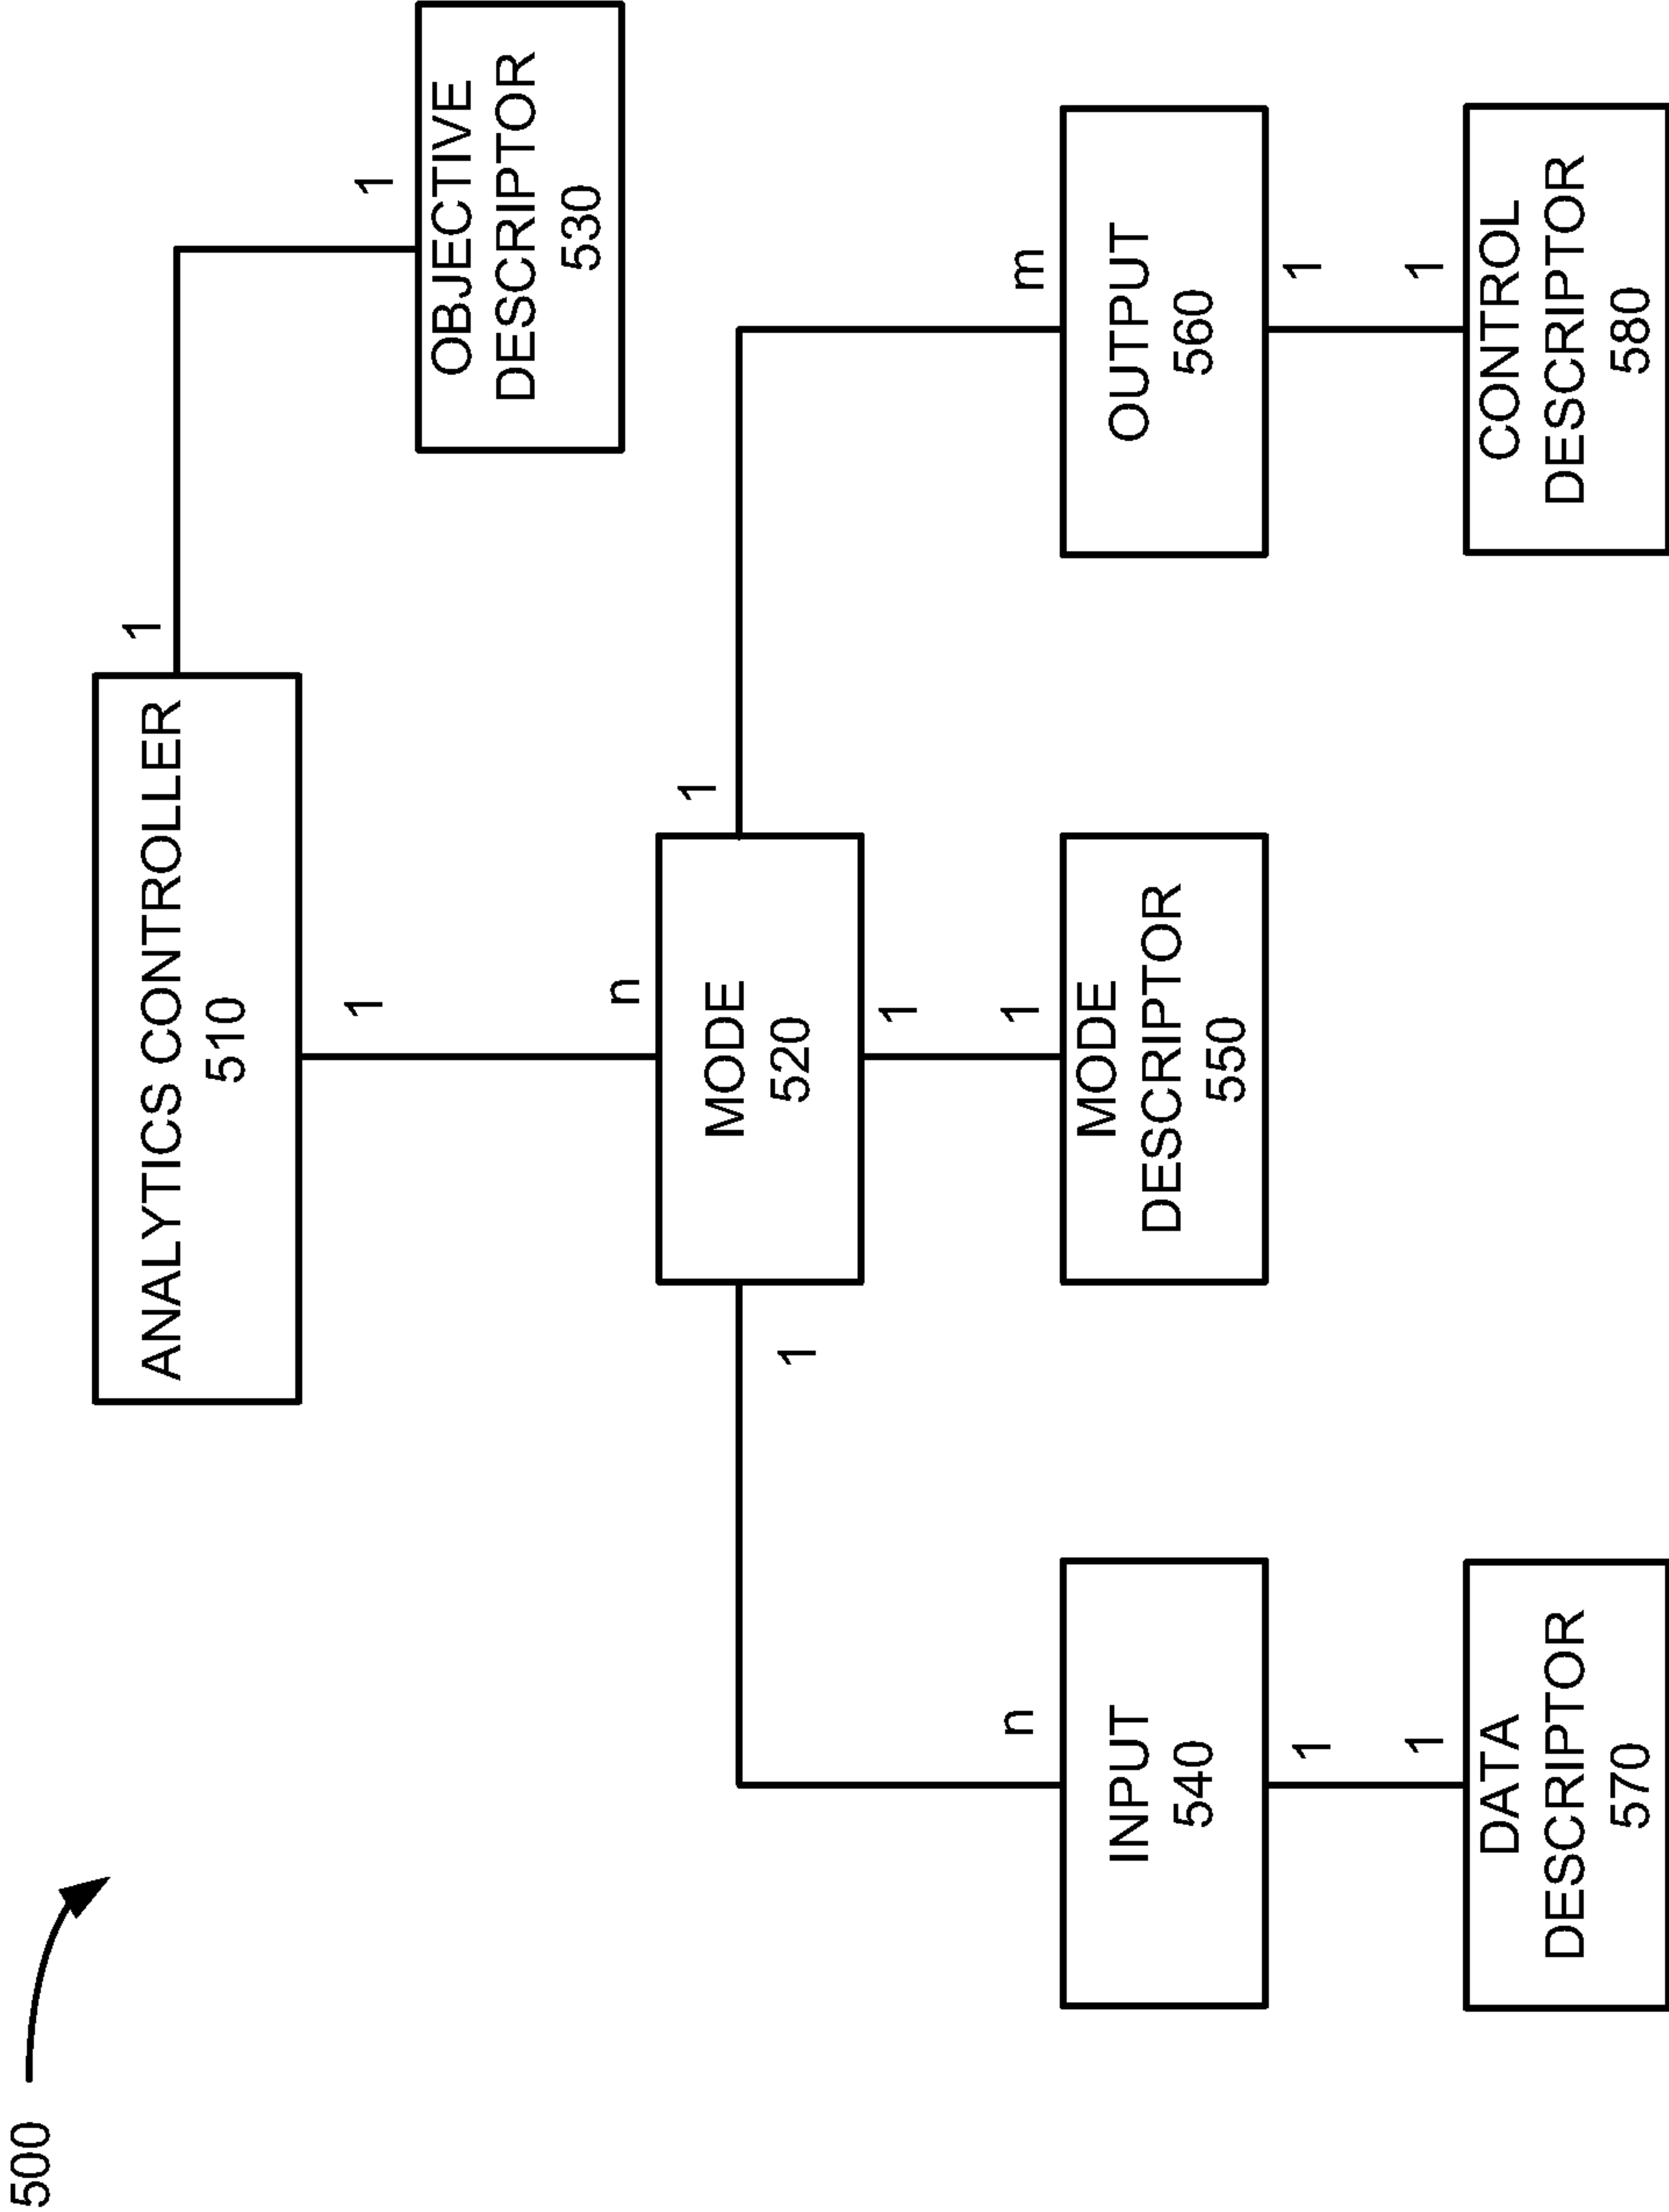 500
ANALYTICS CONTROLLER
510
1
1
1
OBJECTIVE
DESCRIPTOR
530
n
MODE
520
1
1
1
n
INPUT
540
1
MODE
DESCRIPTOR
550
m
OUTPUT
560
1
1
1
1
DATA
DESCRIPTOR
570
CONTROL
DESCRIPTOR
580